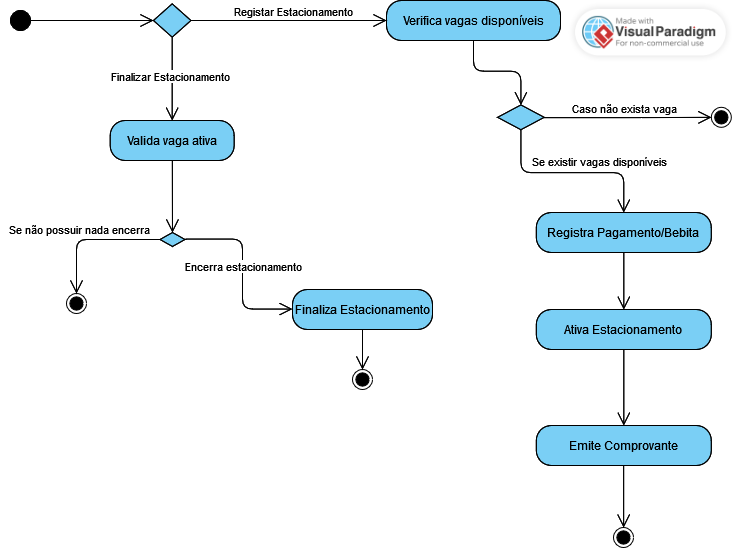 Registar Estacionamento
Verifica vagas disponíveis
Made with
Visual Paradigm
For non-commercial use
Finalizar Estacionamento
Caso não exista vaga
Valida vaga ativa
Se existir vagas disponíveis
Se não possuir nada encerra
Registra Pagamento/Bebita
Encerra estacionamento
Finaliza Estacionamento
Ativa Estacionamento
Emite Comprovante